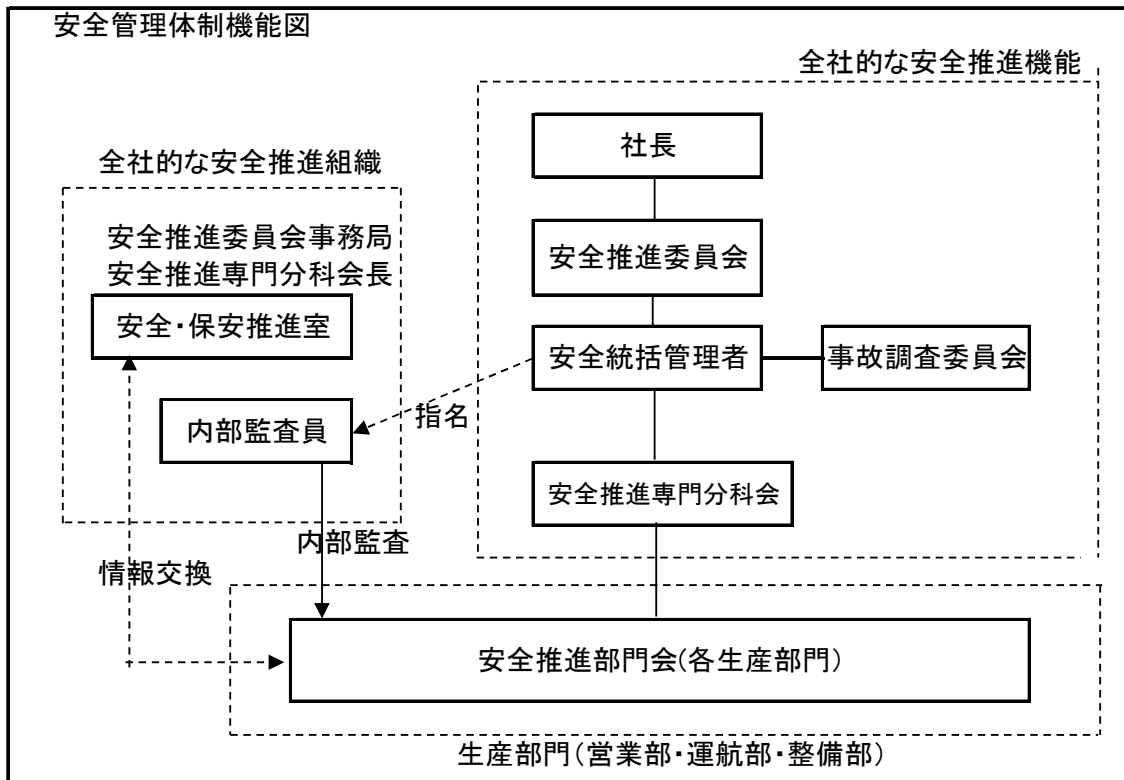 安全管理体制機能図
全社的な安全推進機能
社長
全社的な安全推進組織
安全推進委員会事務局
安全推進委員会
安全推進専門分科会長
安全・保安推進室
安全統括管理者
事故調査委員会
指名
内部監査員
安全推進専門分科会
内部監査
情報交換
安全推進部門会(各生産部門)
生産部門(営業部・運航部・整備部)